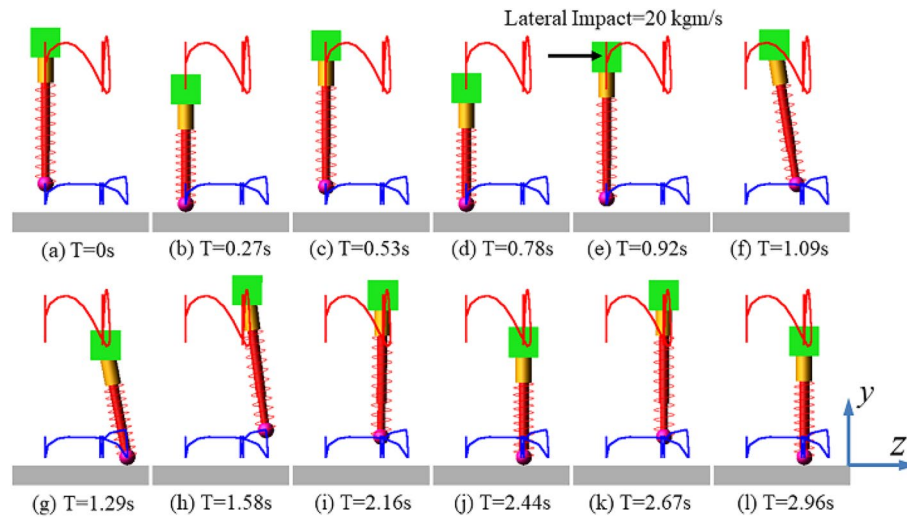 Lateral Impact=20 kgm/s
(a) T=0s
(b) T=0.27s
(c) T=0.53s
(d) T=0.78s
(e) T=0.92s
(f) T=1.09s
y
z
(g) T=1.29s
(h) T=1.58s
(i) T=2.16s
(j) T=2.44s
(k) T=2.67s
(l) T=2.96s